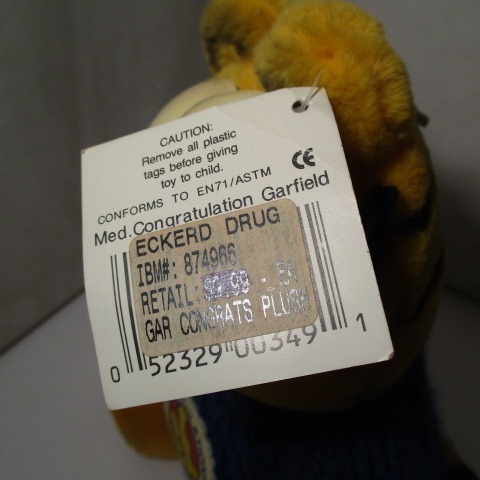 CAUTION:
Remove all plastic
tags before giving
toy to child.
CE
CONFORMS TO EN71/ASTM
Med. Congratulation Garfield
ECKERD DRUG
IBM#: 874966
RETAIL:
GAR CONGRATS PLUSH
0 52329 00349 1